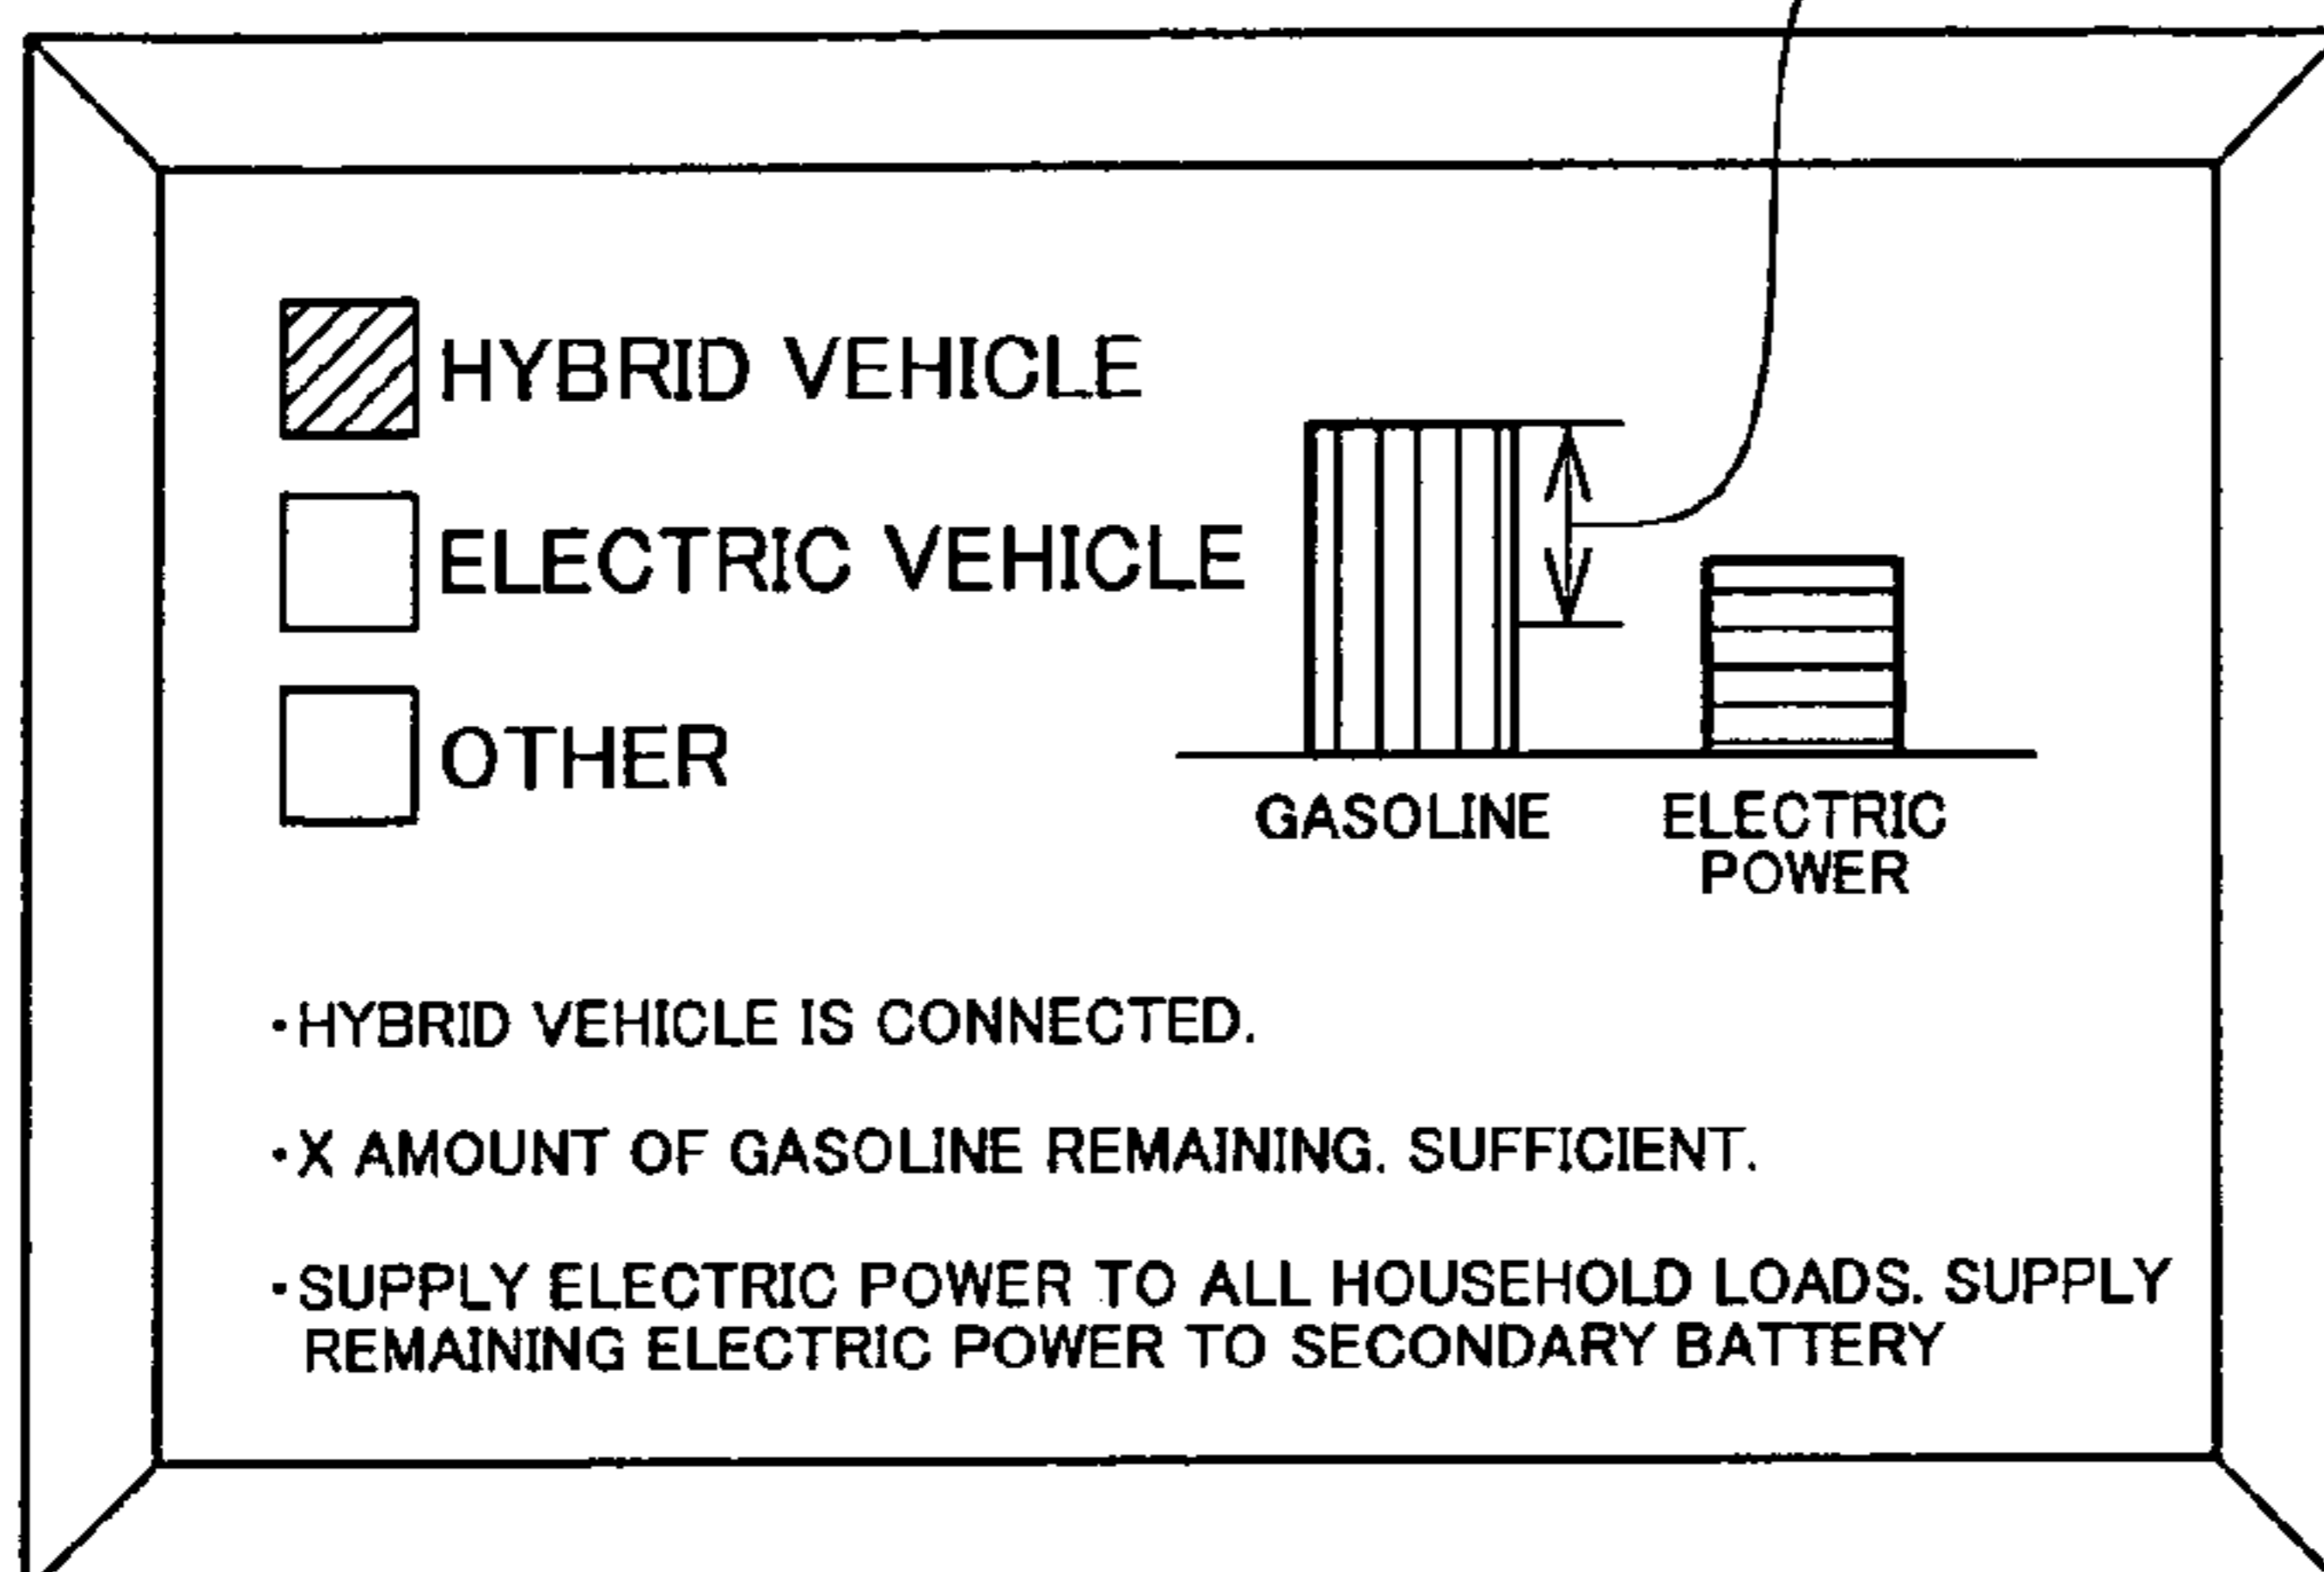 HYBRID VEHICLE
ELECTRIC VEHICLE
OTHER
GASOLINE
ELECTRIC
POWER
・HYBRID VEHICLE IS CONNECTED.
・X AMOUNT OF GASOLINE REMAINING. SUFFICIENT.
・SUPPLY ELECTRIC POWER TO ALL HOUSEHOLD LOADS. SUPPLY
REMAINING ELECTRIC POWER TO SECONDARY BATTERY